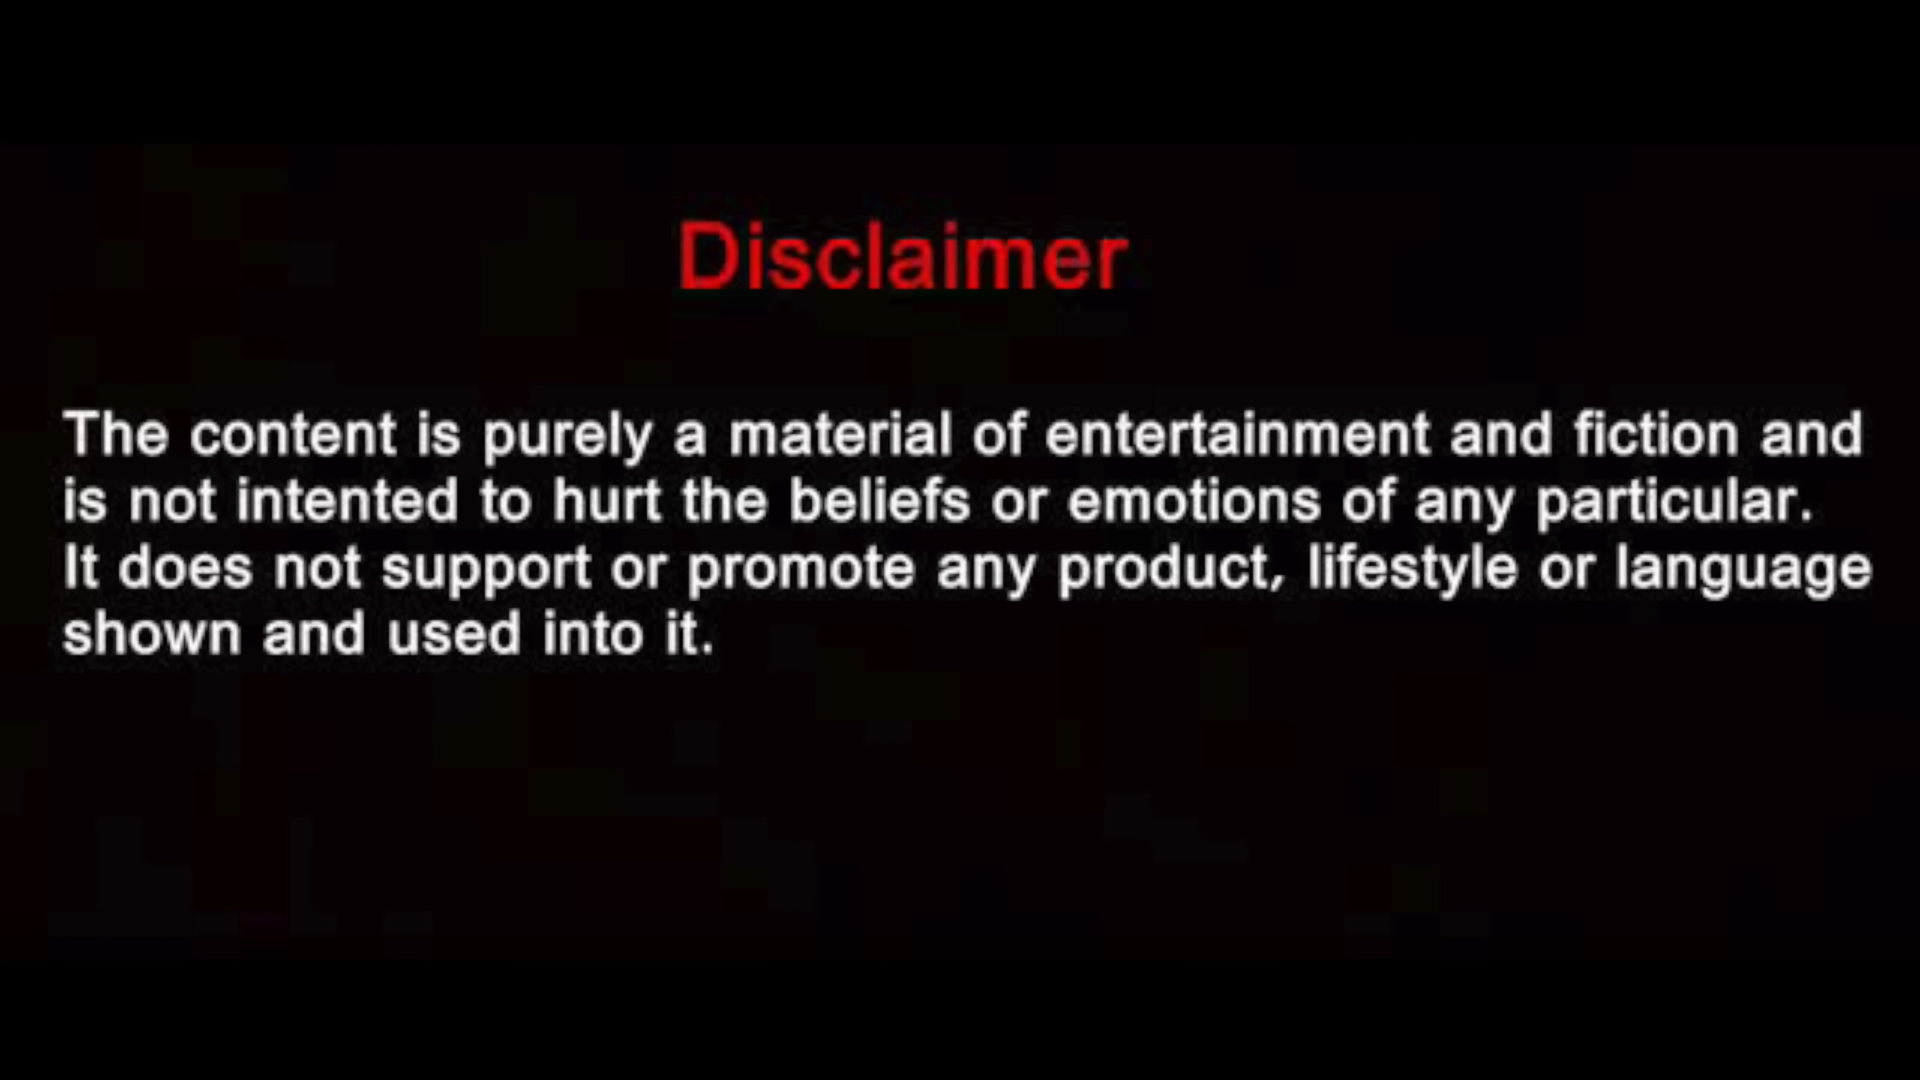 Disclaimer
The content is purely a material of entertainment and fiction and
is not intented to hurt the beliefs or emotions of any particular.
It does not support or promote any product, lifestyle or language
shown and used into it.